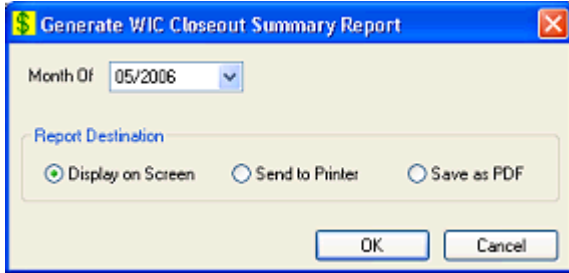 $ Generate WIC Closeout Summary Report
Month Of 05/2006
Report Destination
Display on Screen Send to Printer Save as PDF
OK Cancel